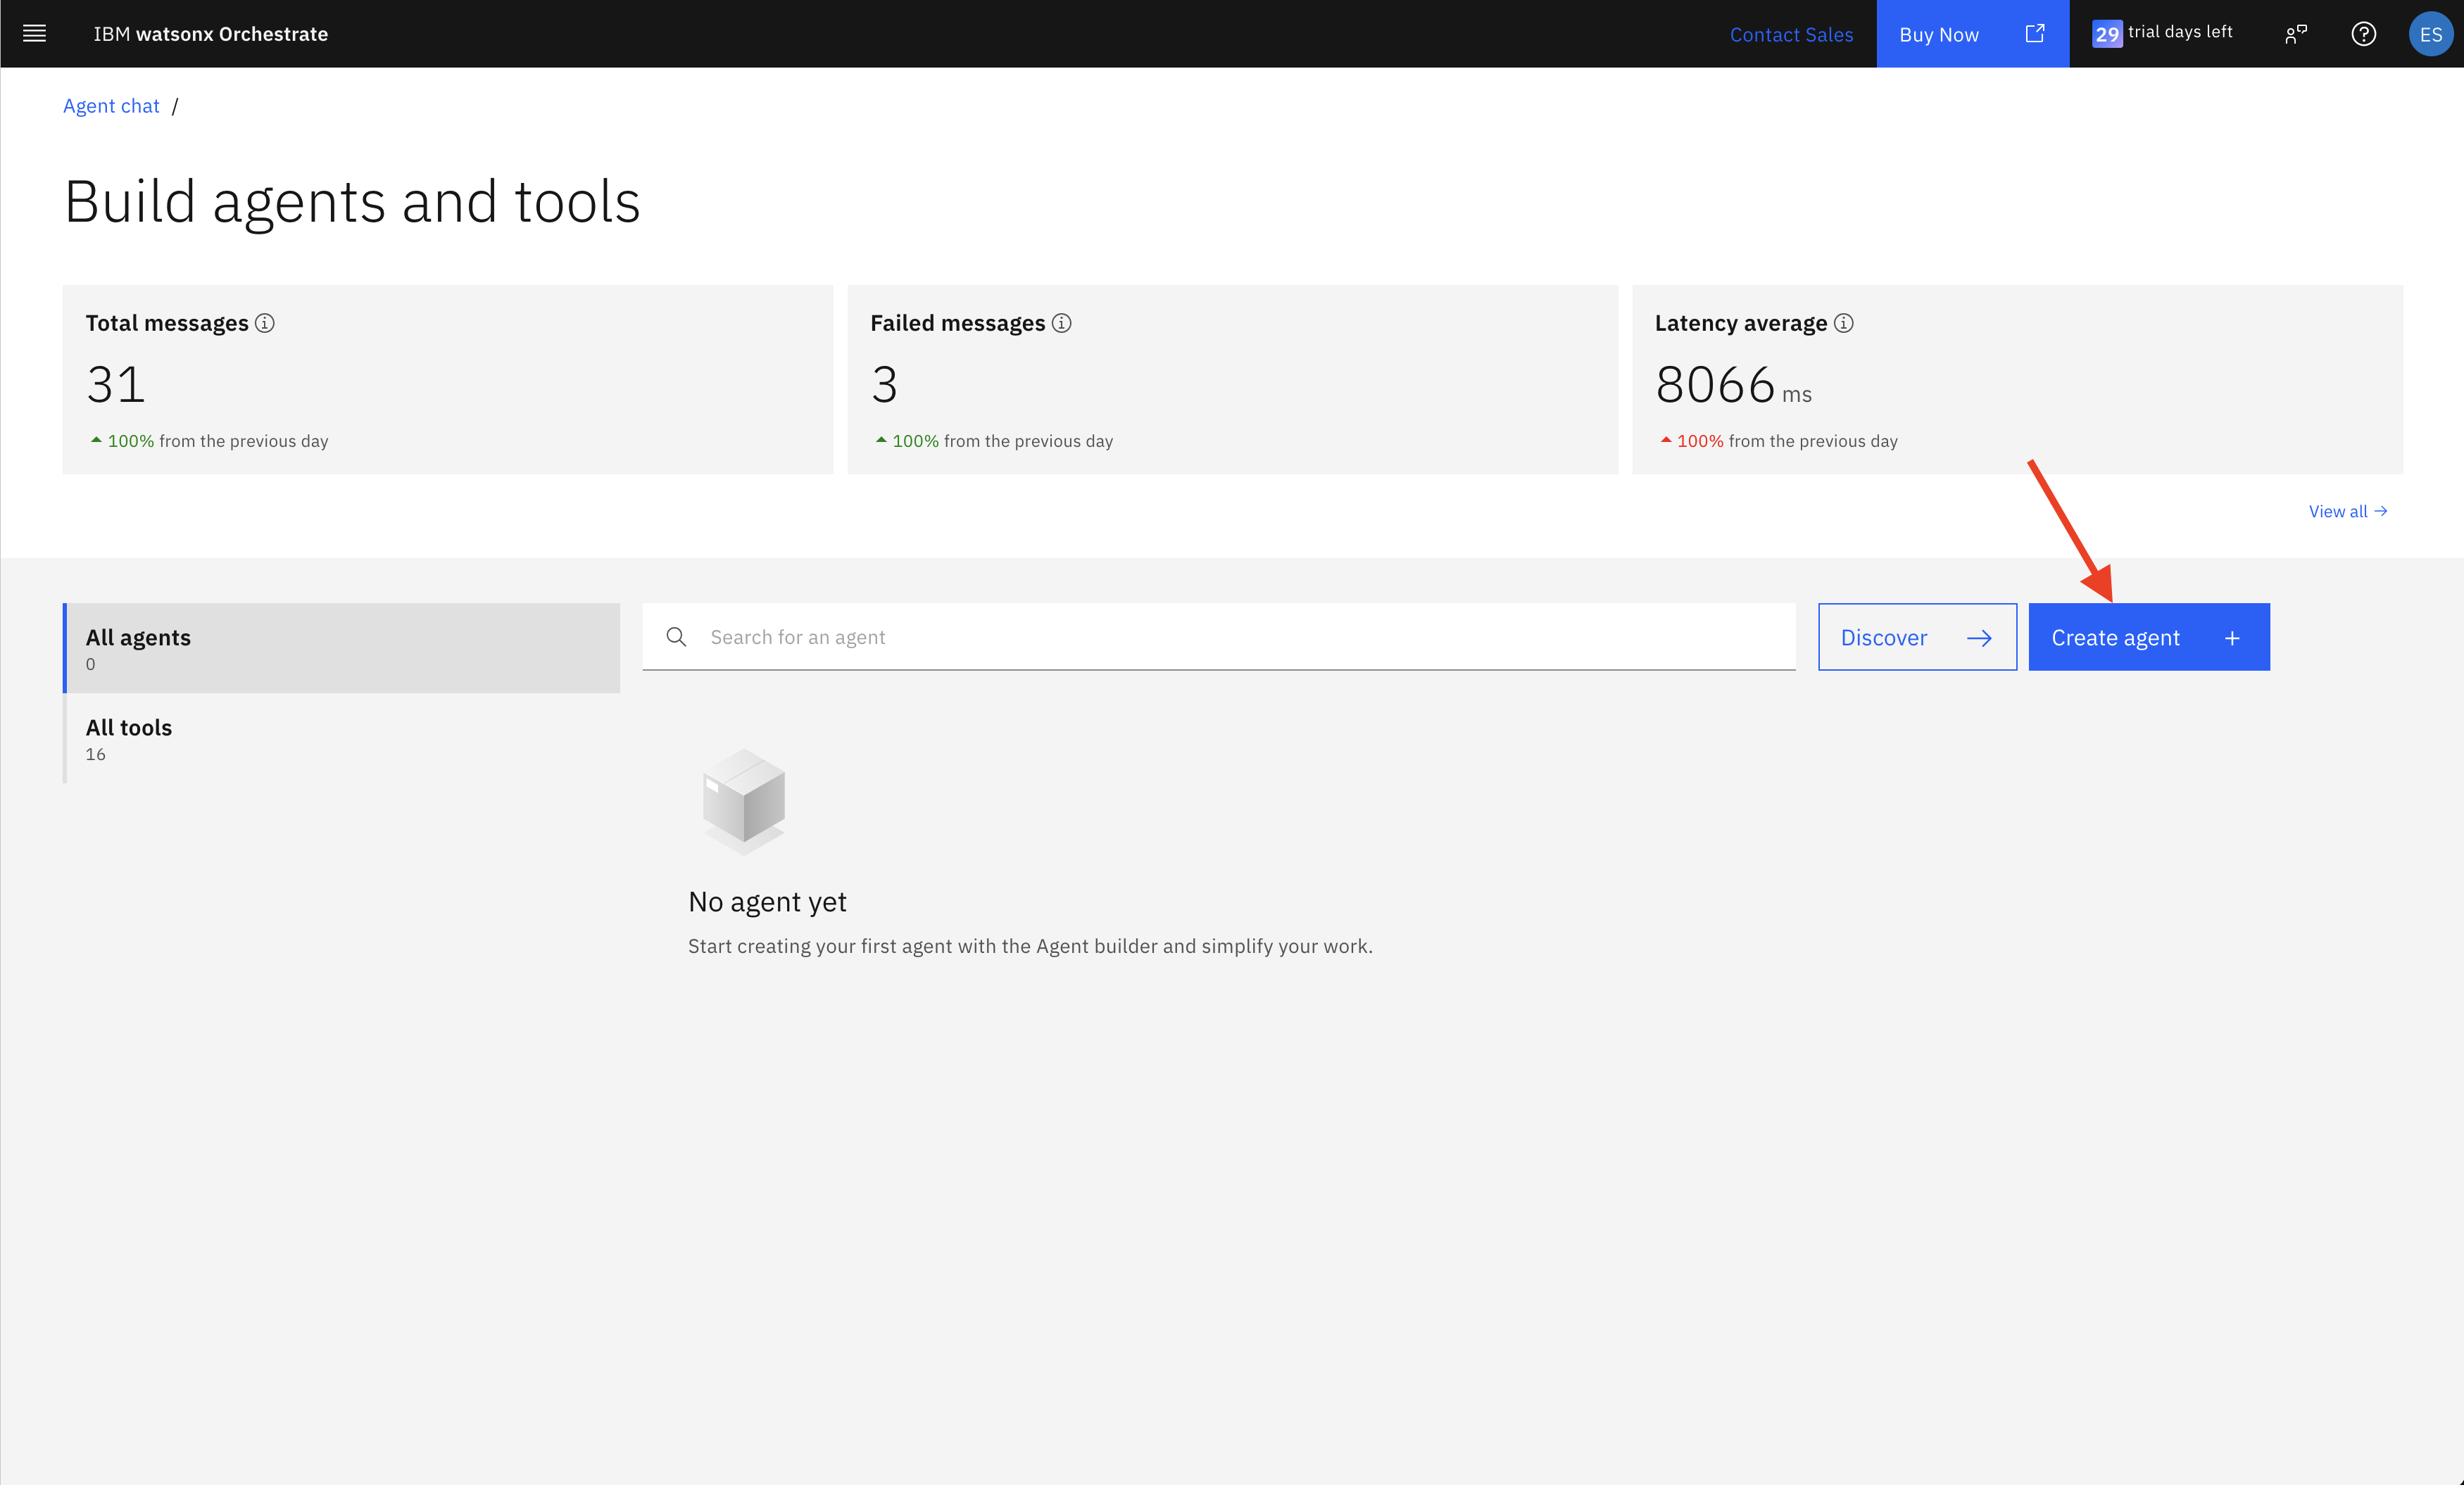 IBM watsonx Orchestrate
Contact Sales
Buy Now
29 trial days left
ES
Agent chat /
Build agents and tools
Total messages
31
100% from the previous day
Failed messages
3
100% from the previous day
Latency average
8066 ms
100% from the previous day
View all
All agents
0
All tools
16
Search for an agent
Discover
Create agent +
No agent yet
Start creating your first agent with the Agent builder and simplify your work.